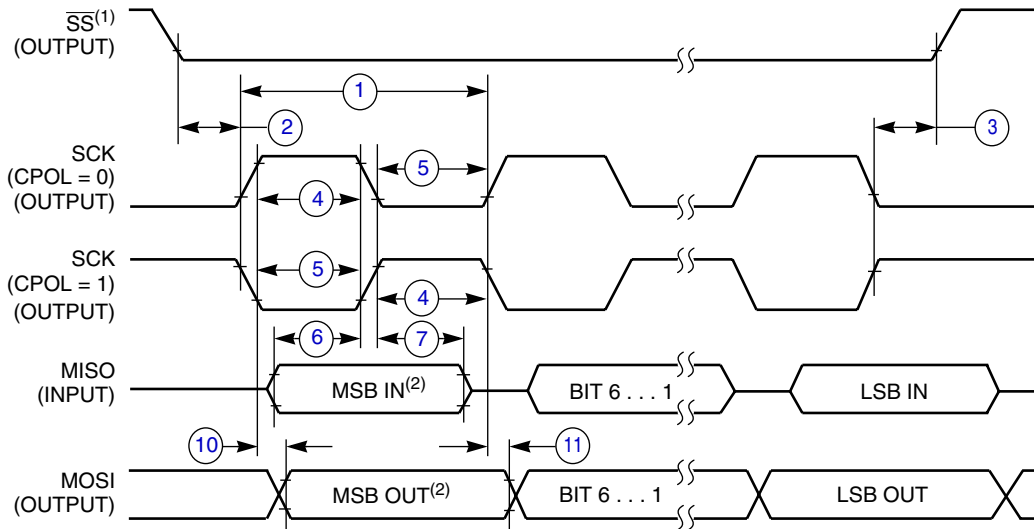 SS(1)
(OUTPUT)
1
2
3
SCK
(CPOL = 0)
(OUTPUT)
5
4
SCK
(CPOL = 1)
(OUTPUT)
5
4
6
7
MISO
(INPUT)
MSB IN(2)
BIT 6 . . . 1
LSB IN
10
11
MOSI
(OUTPUT)
MSB OUT(2)
BIT 6 . . . 1
LSB OUT